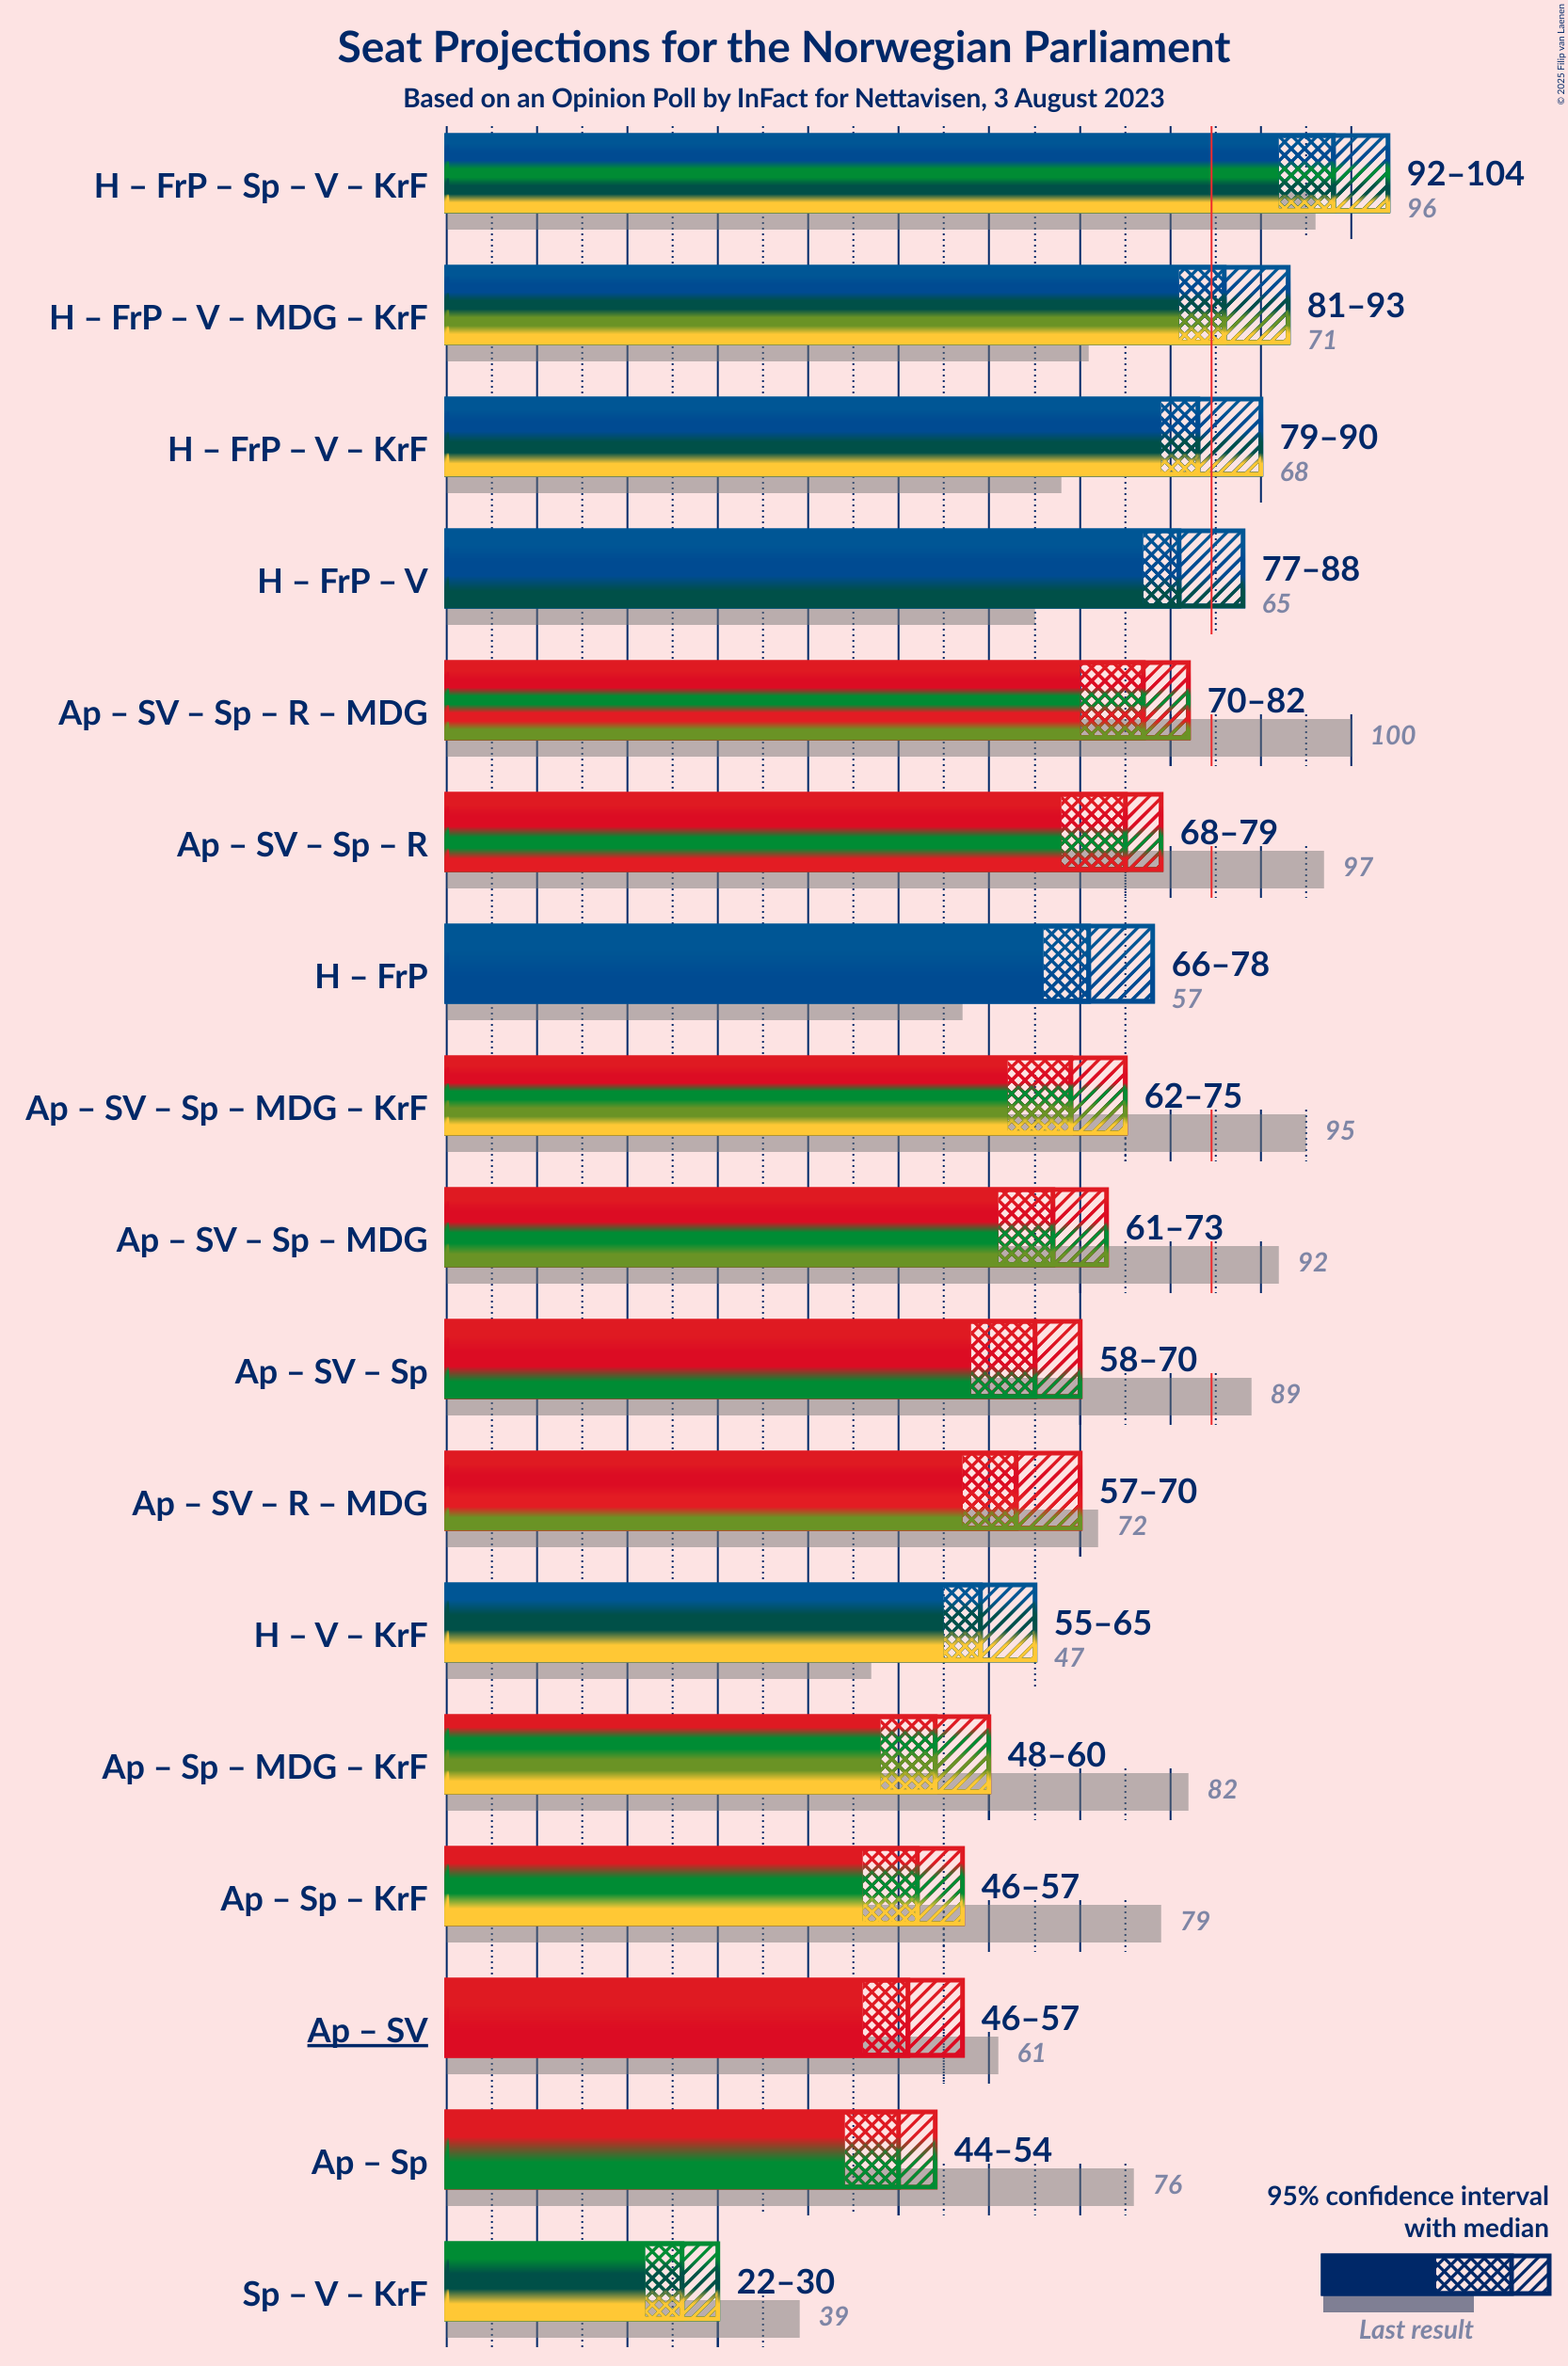 Seat Projections for the Norwegian Parliament
Based on an Opinion Poll by InFact for Nettavisen, 3 August 2023
© 2025 Filip van Laenen
H – FrP – Sp – V – KrF
92–104
96
H – FrP – V – MDG – KrF
81–93
71
H – FrP – V – KrF
79–90
68
H – FrP – V
77–88
65
Ap – SV – Sp – R – MDG
70–82
100
Ap – SV – Sp – R
68–79
97
H – FrP
66–78
57
Ap – SV – Sp – MDG – KrF
62–75
95
Ap – SV – Sp – MDG
61–73
92
Ap – SV – Sp
58–70
89
Ap – SV – R – MDG
57–70
72
H – V – KrF
55–65
47
Ap – Sp – MDG – KrF
48–60
82
Ap – Sp – KrF
46–57
79
Ap – SV
46–57
61
Ap – Sp
44–54
76
Sp – V – KrF
22–30
39
95% confidence interval
with median
Last result